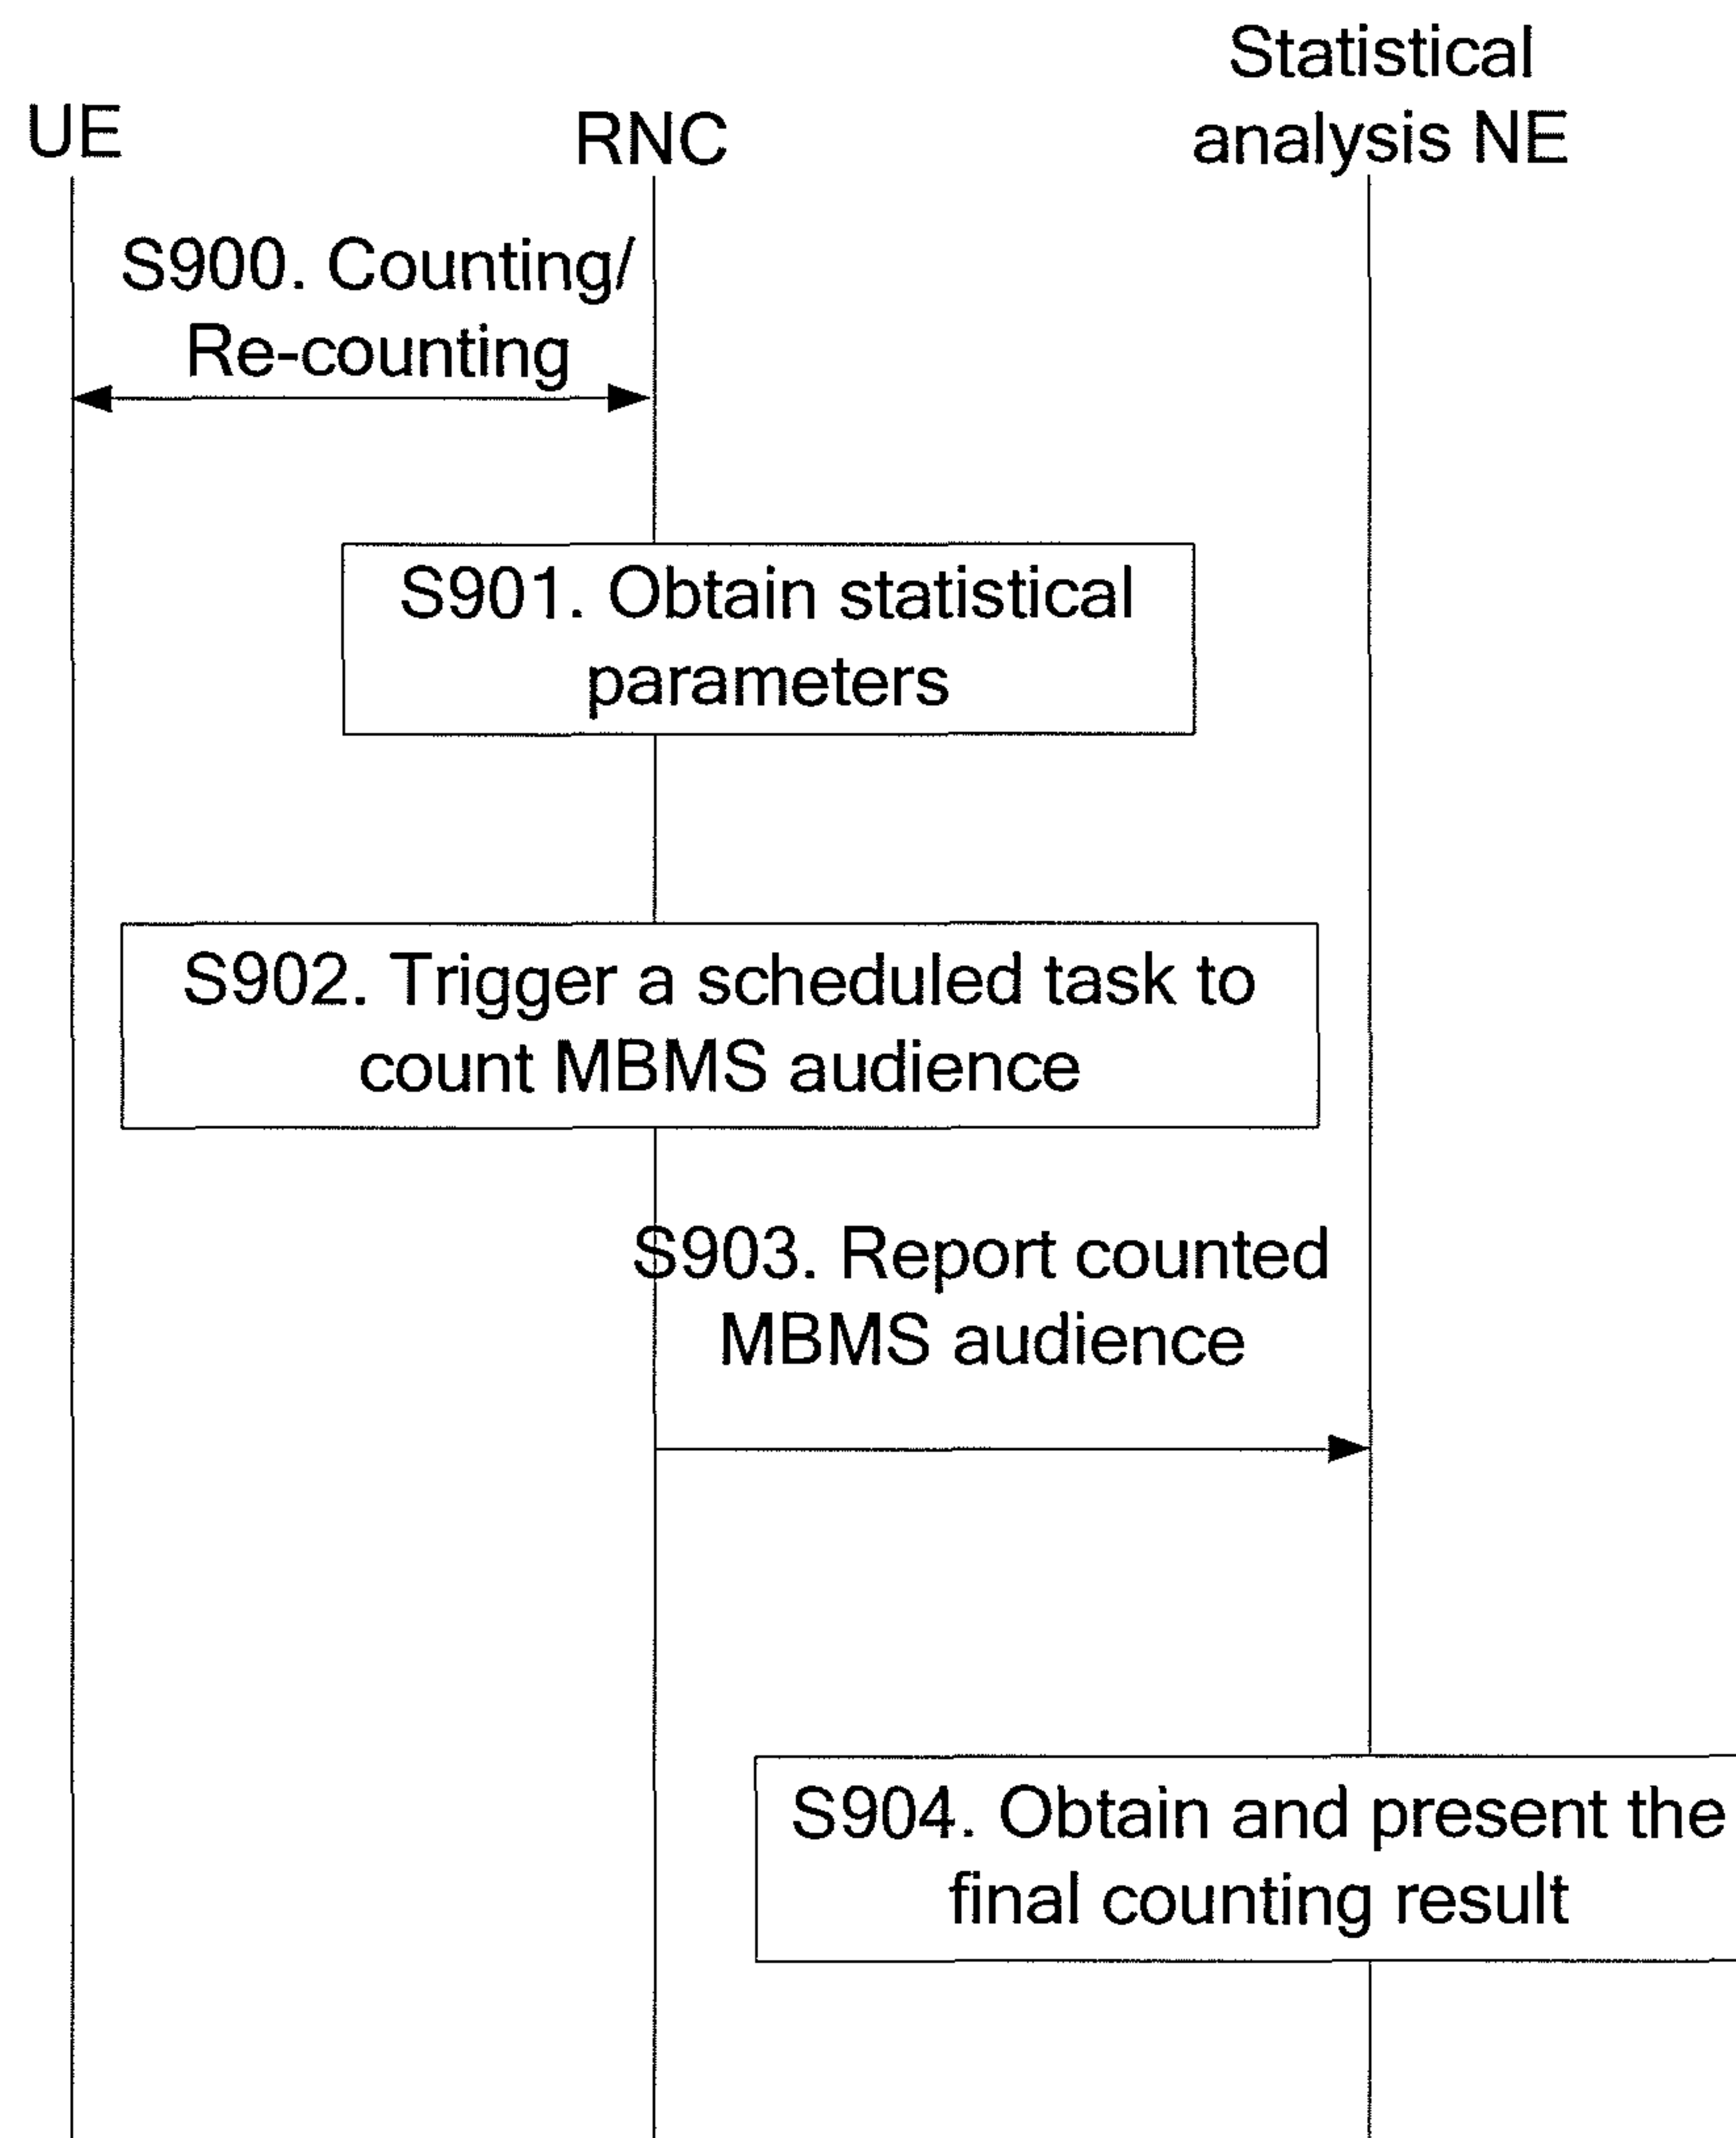 UE
RNC
Statistical
analysis NE
S900. Counting/
Re-counting
S901. Obtain statistical
parameters
S902. Trigger a scheduled task to
count MBMS audience
S903. Report counted
MBMS audience
S904. Obtain and present the
final counting result